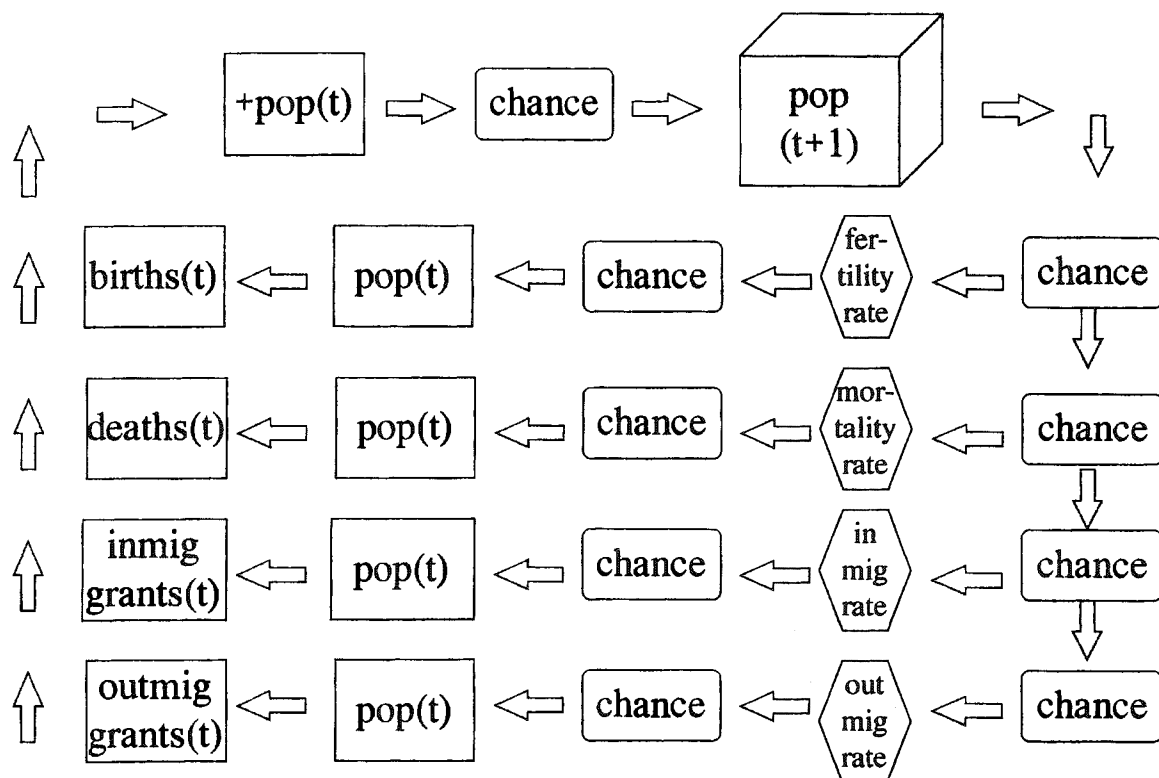 +pop(t)
chance
pop
(t+1)
births(t)
pop(t)
chance
fer-
tility
rate
chance
deaths(t)
pop(t)
chance
mor-
tality
rate
chance
inmig
grants(t)
pop(t)
chance
in
mig
rate
chance
outmig
grants(t)
pop(t)
chance
out
mig
rate
chance